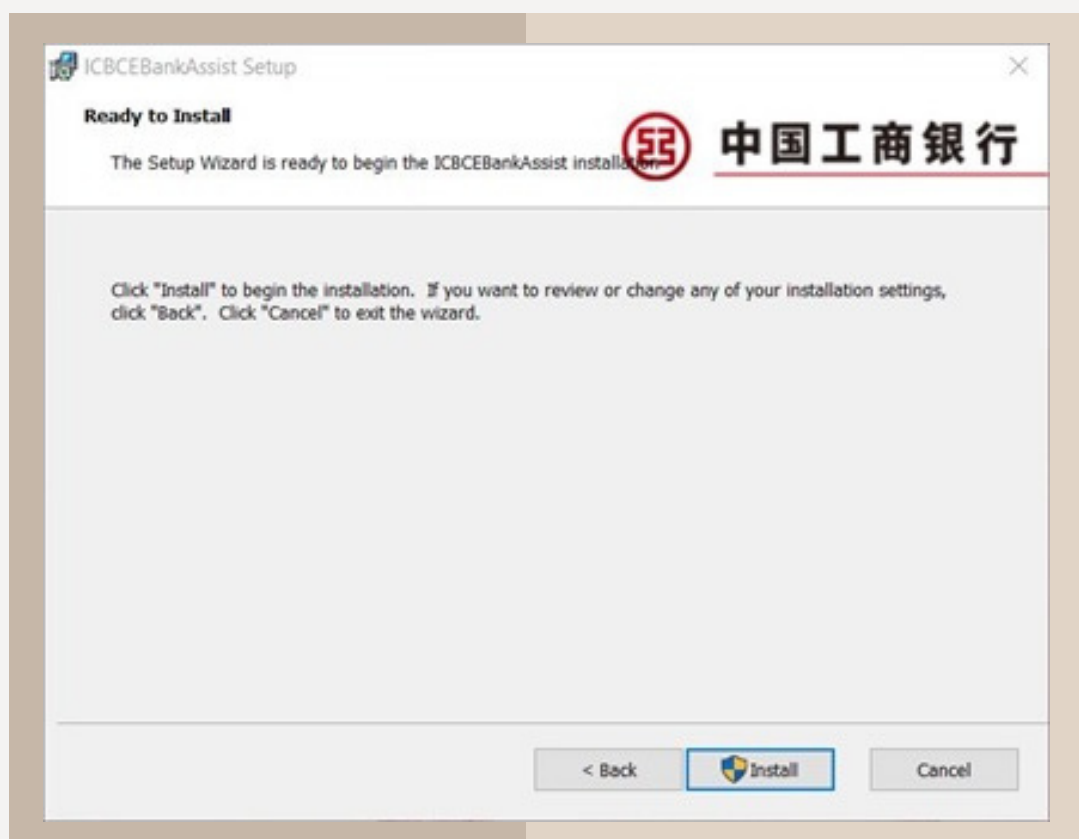 ICBCEBankAssist Setup
Ready to Install
中国工商银行
The Setup Wizard is ready to begin the ICBCEBankAssist installation.
Click "Install" to begin the installation. If you want to review or change any of your installation settings,
click "Back". Click "Cancel" to exit the wizard.
< Back
Install
Cancel